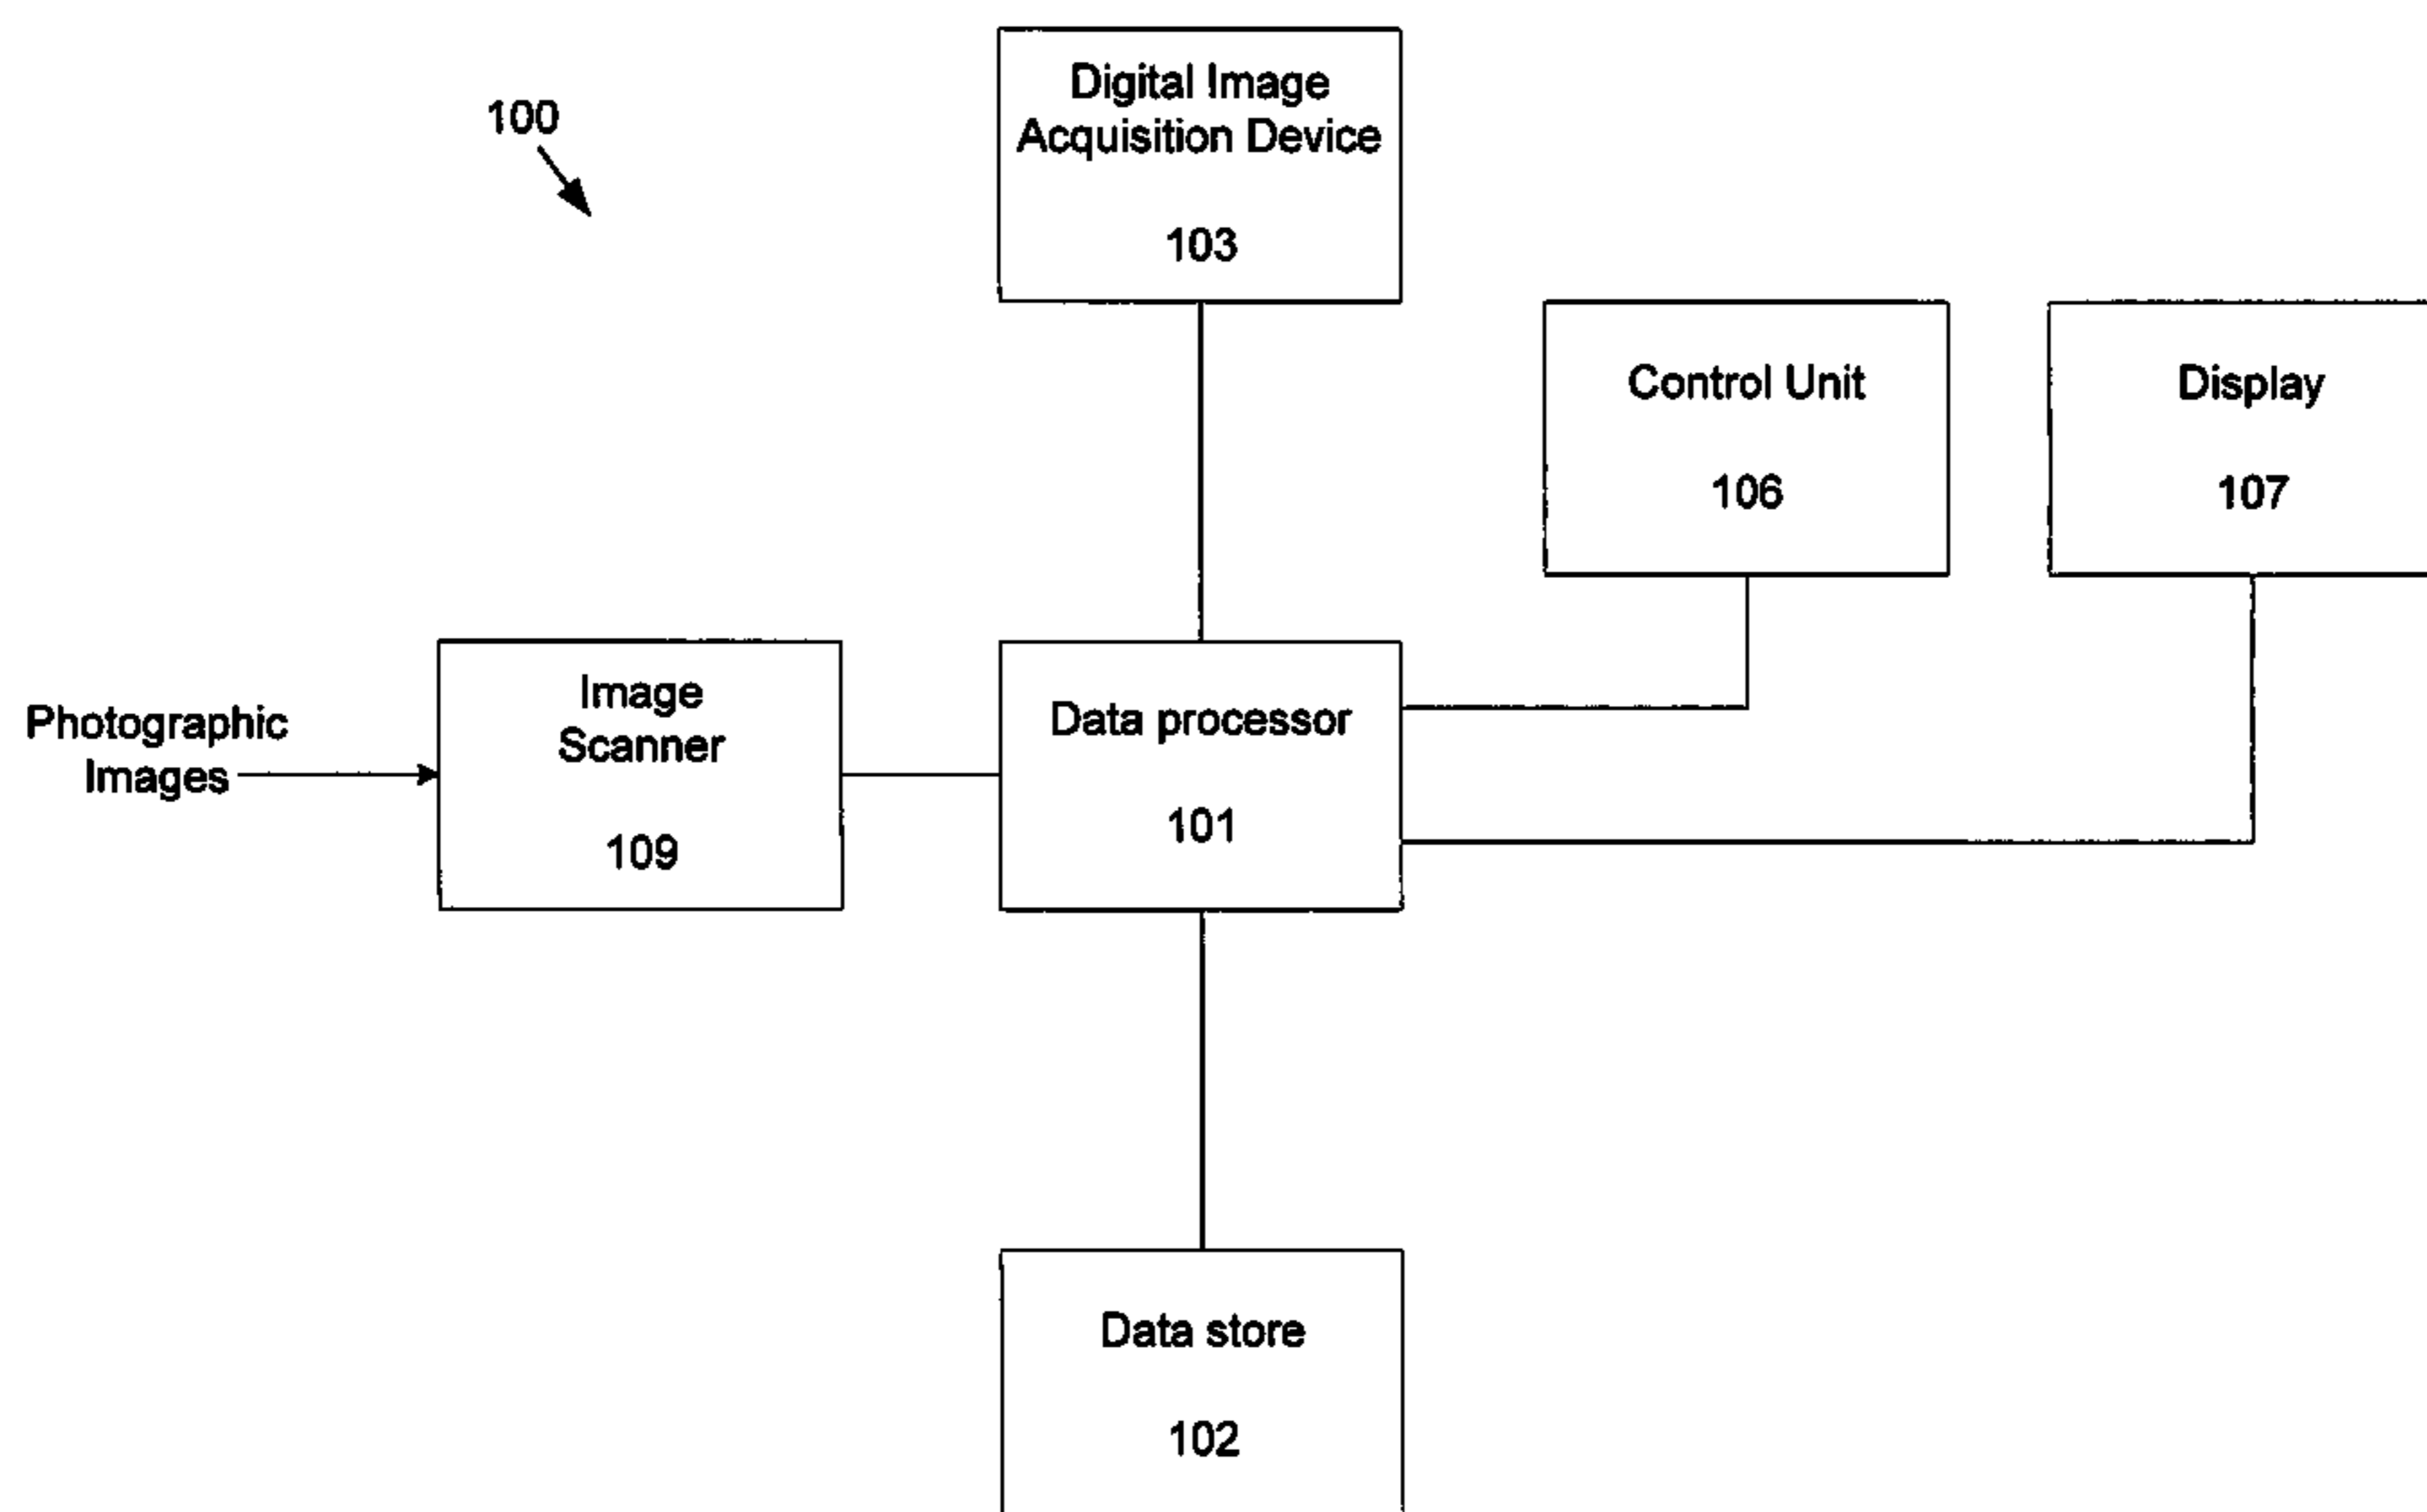 100
Digital Image
Acquisition Device
103
Control Unit
106
Display
107
Photographic
Images
Image
Scanner
109
Data processor
101
Data store
102